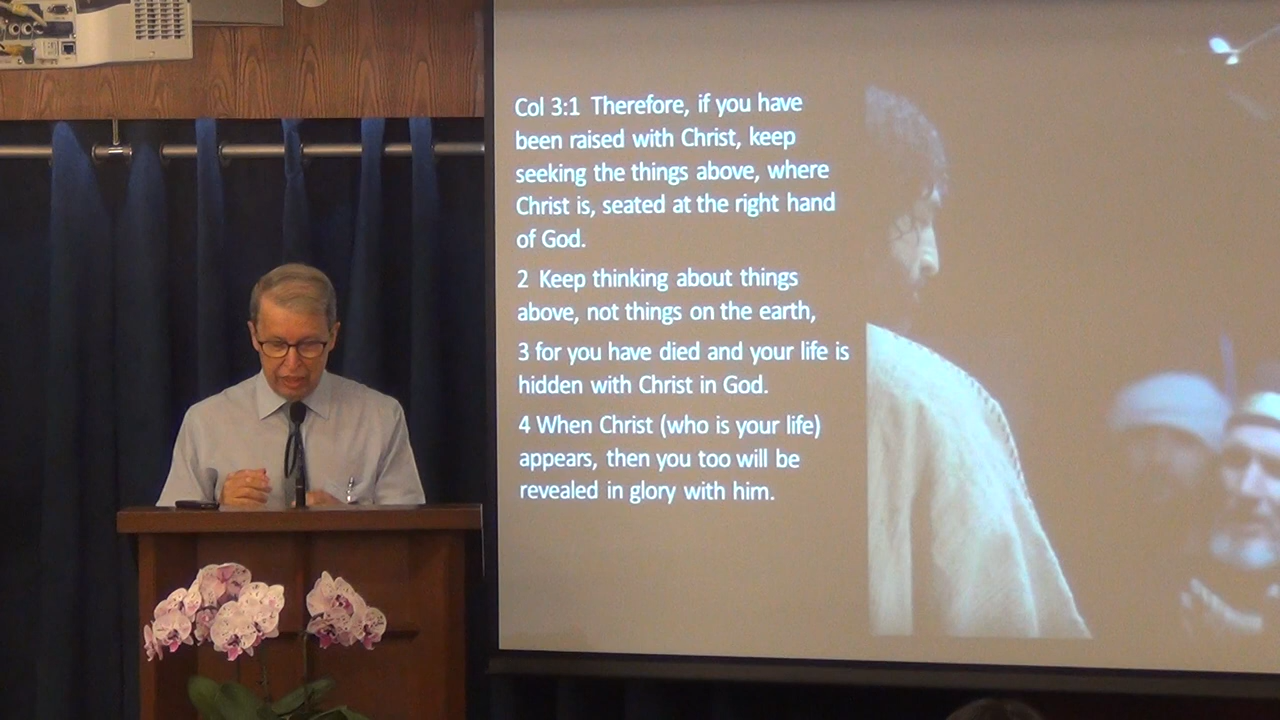 Col 3:1 Therefore, if you have
been raised with Christ, keep
seeking the things above, where
Christ is, seated at the right hand
of God.
2 Keep thinking about things
above, not things on the earth,
3 for you have died and your life is
hidden with Christ in God.
4 When Christ (who is your life)
appears, then you too will be
revealed in glory with him.